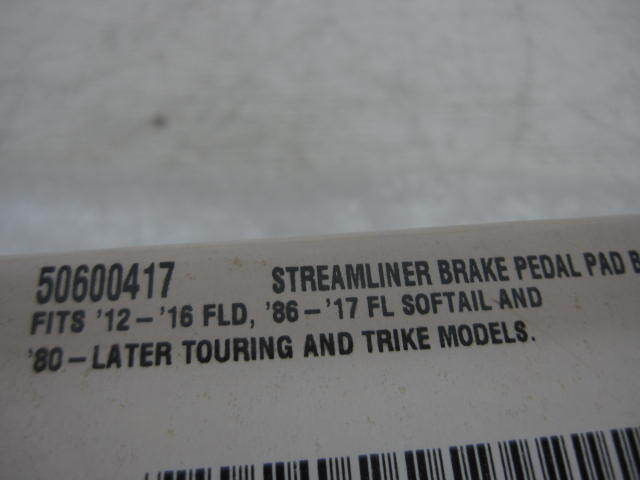 50600417 STREAMLINER BRAKE PEDAL PAD B
FITS '12-'16 FLD, '86-'17 FL SOFTAIL AND
'80-LATER TOURING AND TRIKE MODELS.